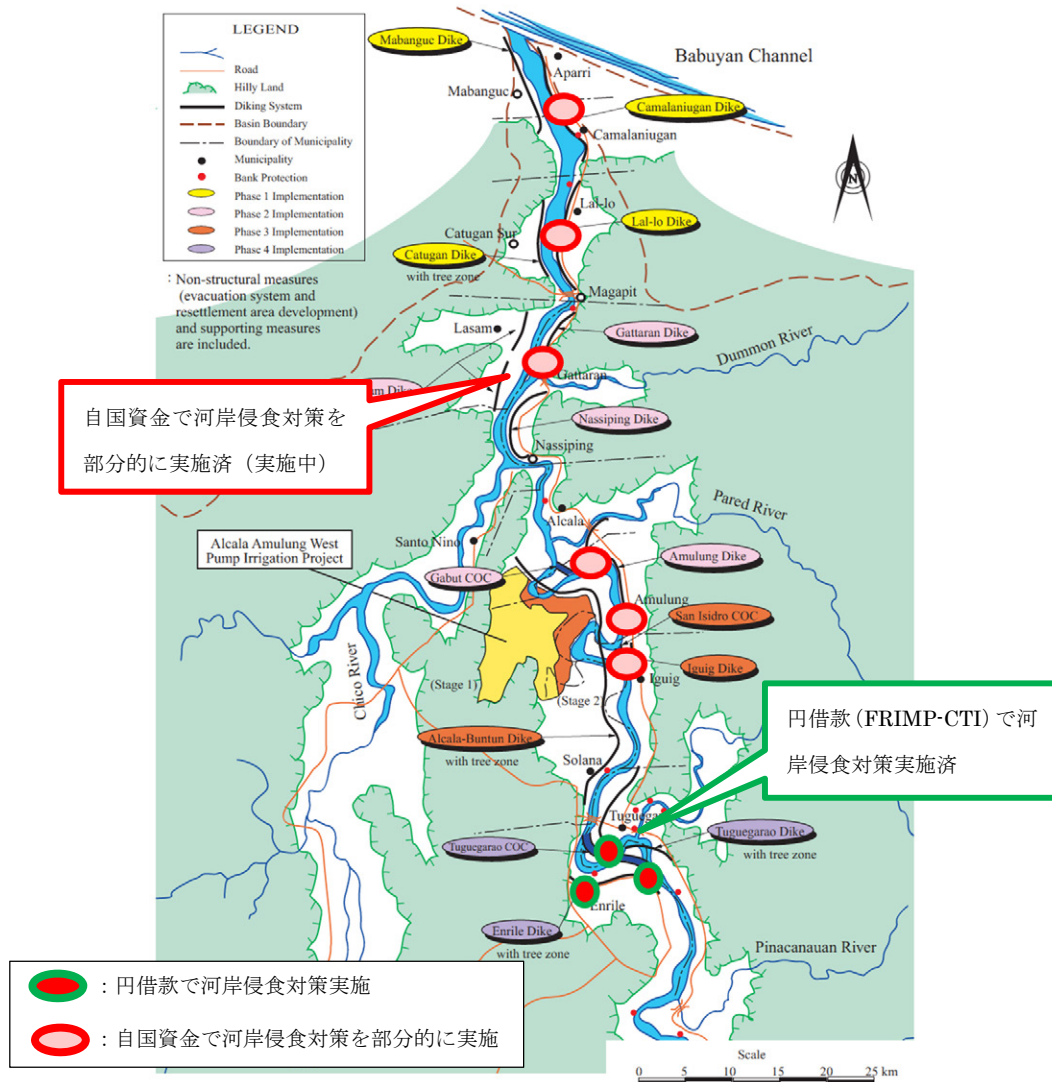 LEGEND
Road
Hilly Land
Diking System
Basin Boundary
Boundary of Municipality
Municipality
Bank Protection
Phase 1 Implementation
Phase 2 Implementation
Phase 3 Implementation
Phase 4 Implementation
: Non-structural measures
(evacuation system and
resettlement area development)
and supporting measures
are included.
Mabanguc Dike
Babuyan Channel
Aparri
Mabanguc
Camalaniugan Dike
Camalaniugan
N
Lal-lo
Lal-lo Dike
Catugan Sur
Catugan Dike
with tree zone
Magapit
Lasam
Gattaran Dike
Dummon River
Gattaran
Dike
自国資金で河岸侵食対策を
部分的に実施済（実施中）
Nassiping Dike
Nassiping
Pared River
Alcala
Santo Nino
Alcala Amulung West
Pump Irrigation Project
Amulung Dike
Gabut COC
Amulung
San Isidro COC
Iguig Dike
Iguig
Chico River
(Stage 1)
(Stage 2)
円借款(FRIMP-CTI)で河
岸侵食対策実施済
Alcala-Buntun Dike
with tree zone
Solana
Tuguegarao Dike
with tree zone
Tuguegarao COC
Enrile
Enrile Dike
with tree zone
Pinacanauan River
: 円借款で河岸侵食対策実施
: 自国資金で河岸侵食対策を部分的に実施
Scale
0 5 10 15 20 25 km